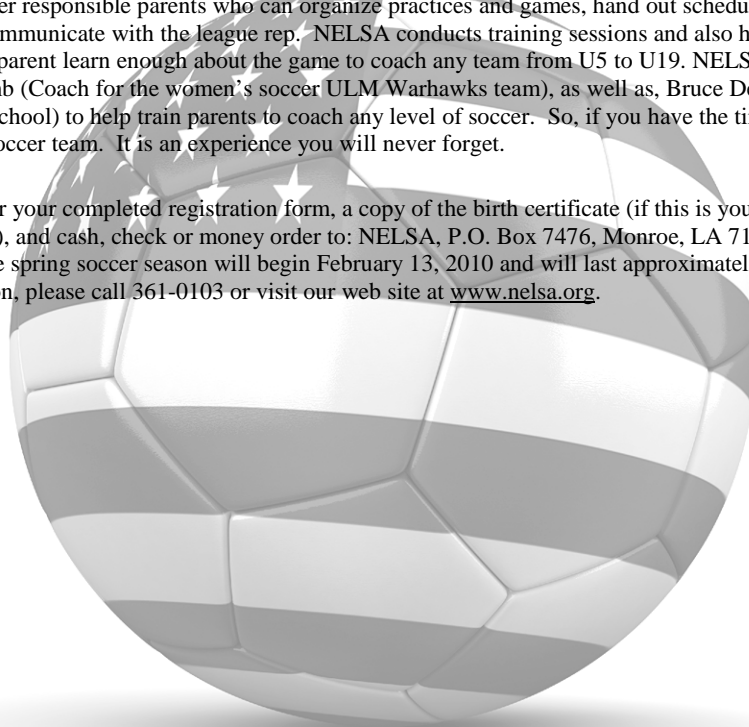 er responsible parents who can organize practices and games, hand out schedu
mmunicate with the league rep. NELSA conducts training sessions and also h
parent learn enough about the game to coach any team from U5 to U19. NELS
b (Coach for the women's soccer ULM Warhawks team), as well as, Bruce De
chool) to help train parents to coach any level of soccer. So, if you have the ti
occer team. It is an experience you will never forget.
r your completed registration form, a copy of the birth certificate (if this is you
), and cash, check or money order to: NELSA, P.O. Box 7476, Monroe, LA 71
e spring soccer season will begin February 13, 2010 and will last approximatel
on, please call 361-0103 or visit our web site at www.nelsa.org.